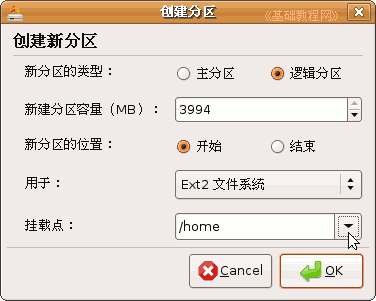 创建分区
《基础教程网》
创建新分区
新分区的类型： 主分区 逻辑分区
新建分区容量（MB）： 3994
新分区的位置： 开始 结束
用于： Ext2 文件系统
挂载点： /home
Cancel OK